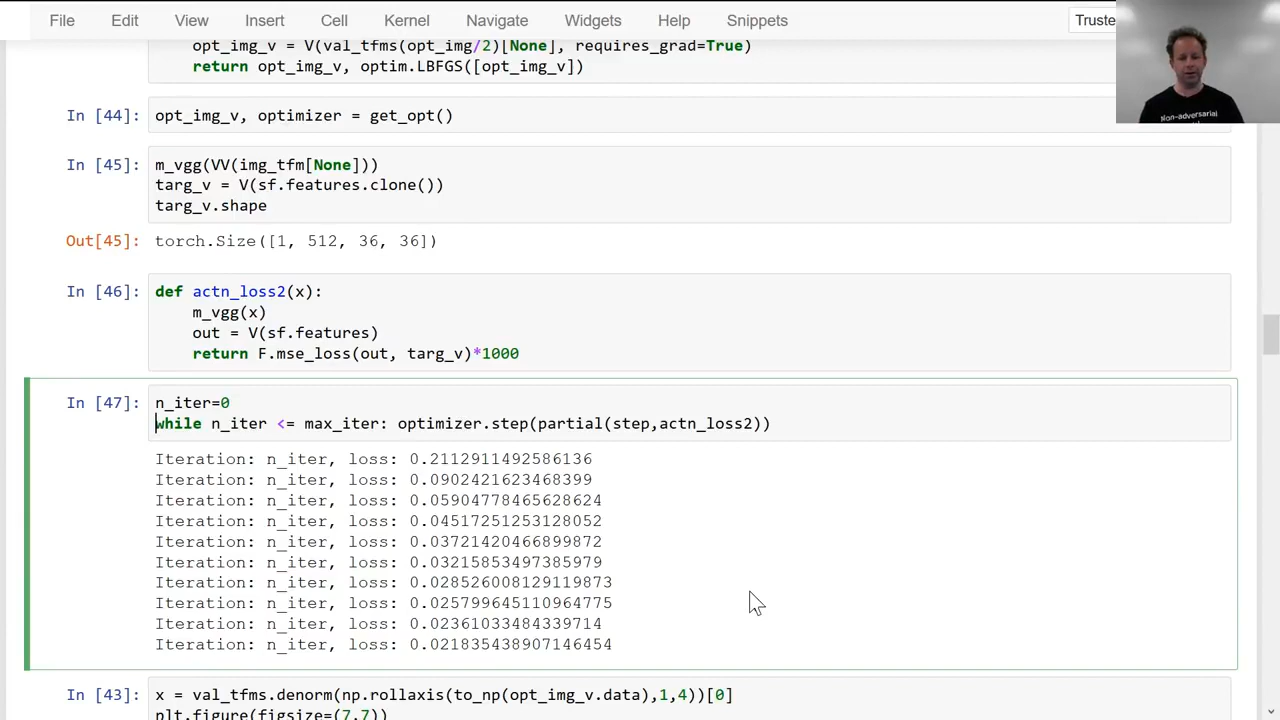 File Edit View Insert Cell Kernel Navigate Widgets Help Snippets Truste
opt_img_v = V(val_tfms(opt_img/2)[None], requires_grad=True)
return opt_img_v, optim.LBFGS([opt_img_v])
In [44]: opt_img_v, optimizer = get_opt()
In [45]: m_vgg(VV(img_tfm[None]))
targ_v = V(sf.features.clone())
targ_v.shape
Out[45]: torch.Size([1, 512, 36, 36])
In [46]: def actn_loss2(x):
m_vgg(x)
out = V(sf.features)
return F.mse_loss(out, targ_v)*1000
In [47]: n_iter=0
while n_iter <= max_iter: optimizer.step(partial(step,actn_loss2))
Iteration: n_iter, loss: 0.2112911492586136
Iteration: n_iter, loss: 0.0902421623468399
Iteration: n_iter, loss: 0.05904778465628624
Iteration: n_iter, loss: 0.04517251253128052
Iteration: n_iter, loss: 0.03721420466899872
Iteration: n_iter, loss: 0.03215853497385979
Iteration: n_iter, loss: 0.028526008129119873
Iteration: n_iter, loss: 0.025799645110964775
Iteration: n_iter, loss: 0.02361033484339714
Iteration: n_iter, loss: 0.021835438907146454
In [43]: x = val_tfms.denorm(np.rollaxis(to_np(opt_img_v.data),1,4))[0]
plt.figure(figsize=(7,7))
Non-adversarial